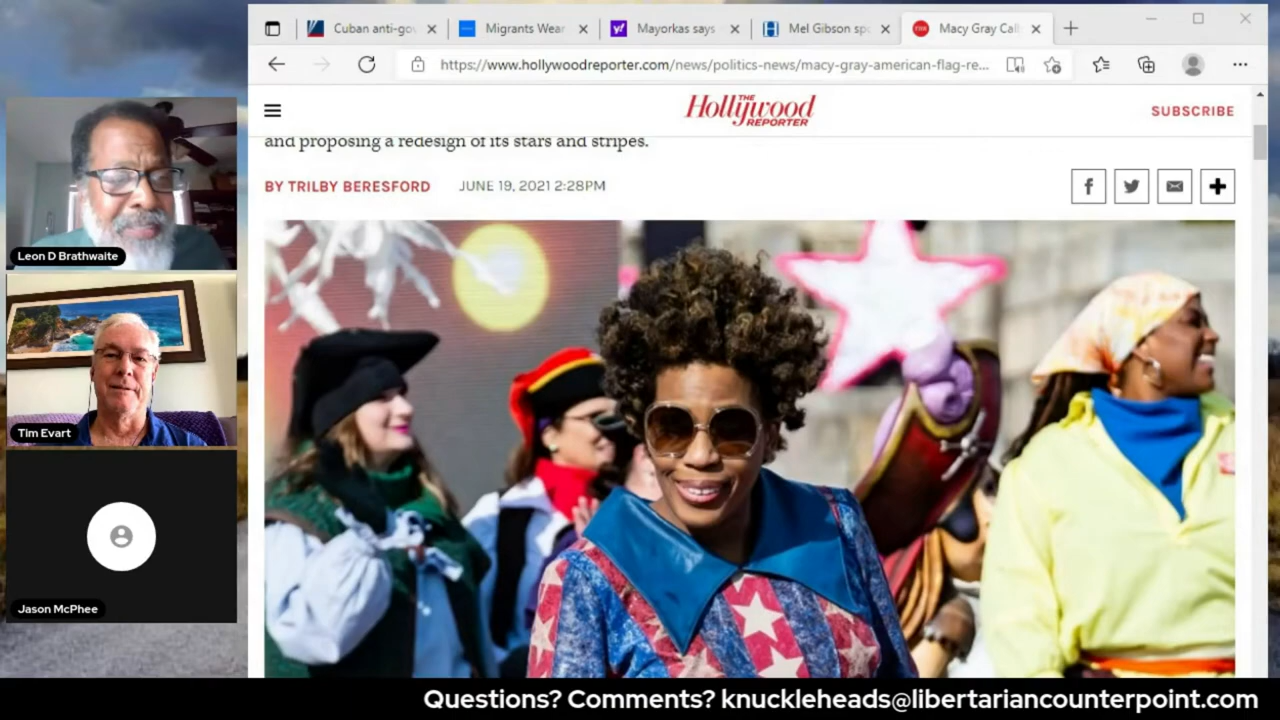 Cuban anti-gov
Migrants Wear
Mayorkas says
Mel Gibson spo
Macy Gray Call
https://www.hollywoodreporter.com/news/politics-news/macy-gray-american-flag-re...
THE
Hollywood
REPORTER
SUBSCRIBE
and proposing a redesign of its stars and stripes.
BY TRILBY BERESFORD JUNE 19, 2021 2:28PM
Leon D Brathwaite
Tim Evart
Jason McPhee
Questions? Comments? knuckleheads@libertariancounterpoint.com